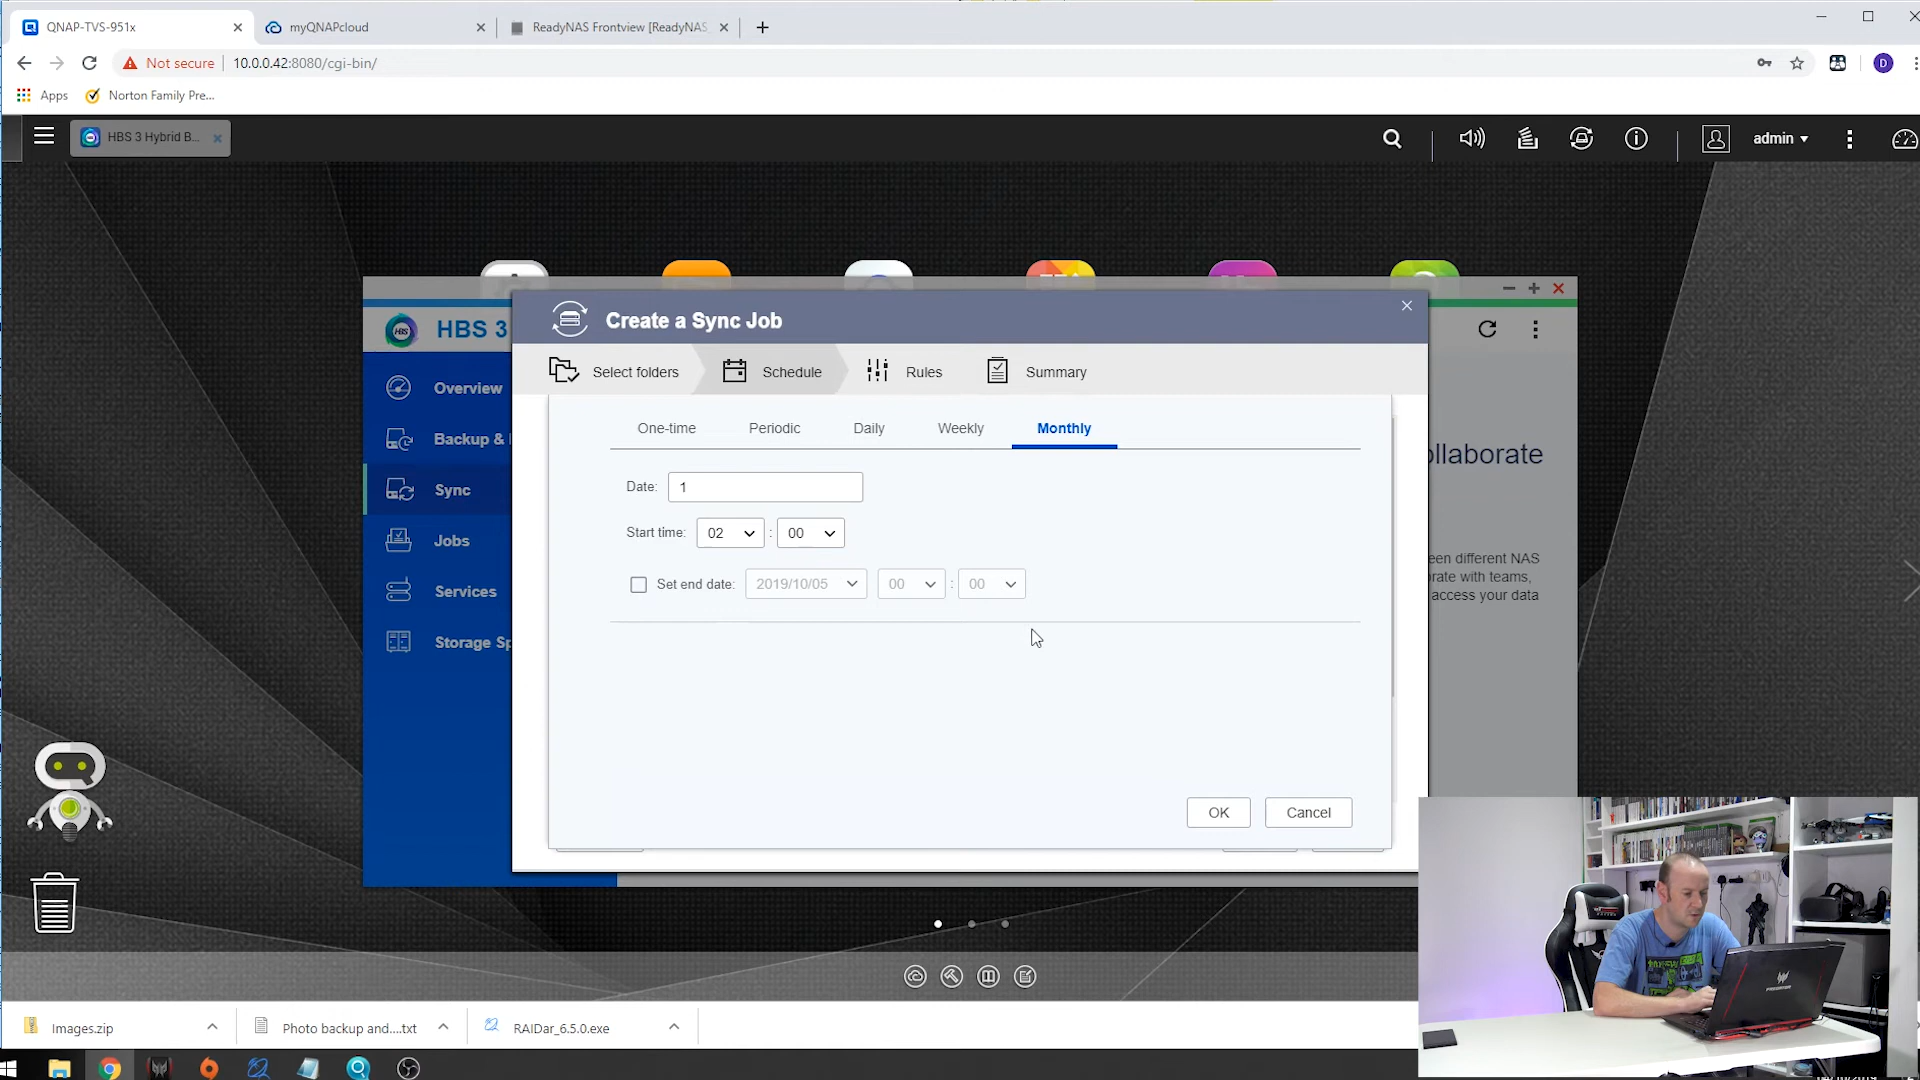 QNAP-TVS-951x
myQNAPcloud
ReadyNAS Frontview [ReadyNAS
Not secure
10.0.0.42:8080/cgi-bin/
D
Apps
Norton Family Pre...
HBS 3 Hybrid B...
admin
HBS 3
Create a Sync Job
Select folders
Schedule
Rules
Summary
Overview
Backup &
Sync
Jobs
Services
Storage Sp
One-time
Periodic
Daily
Weekly
Monthly
Date:
1
Start time:
02
:
00
Set end date:
2019/10/05
00
:
00
ollaborate
een different NAS
rate with teams,
access your data
OK
Cancel
Images.zip
Photo backup and....txt
RAIDar_6.5.0.exe
PREDATOR